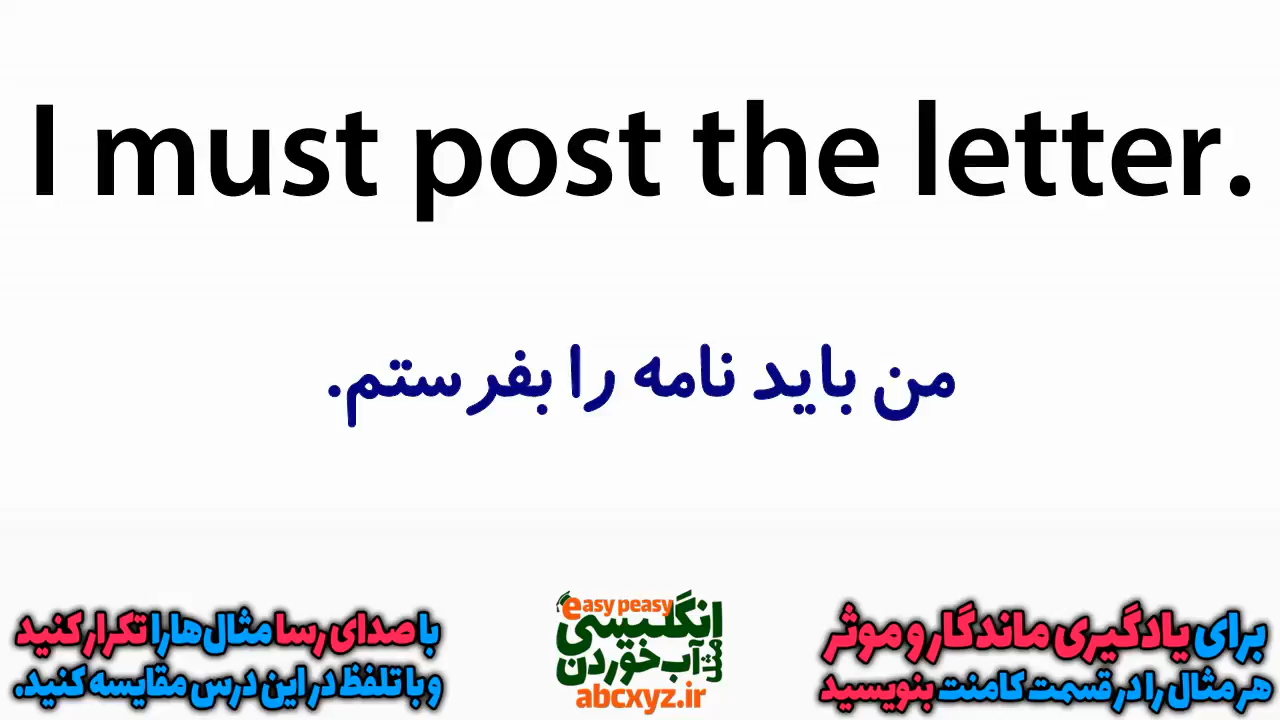 I must post the letter.
من باید نامه را بفرستم.
برای یادگیری ماندگار و موثر
هر مثال را در قسمت کامنت بنویسید
easy peasy
انگلیسی
مثل آب خوردن
abcxyz.ir
با صدای رسا مثال‌ها را تکرار کنید
و با تلفظ در این درس مقایسه کنید.